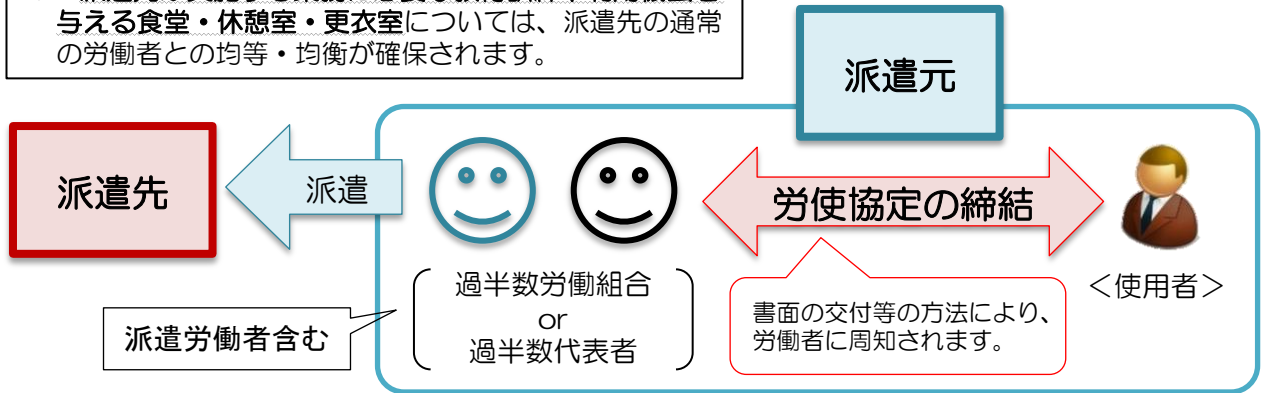 与える食堂・休憩室・更衣室については、派遣先の通常
の労働者との均等・均衡が確保されます。
派遣元
派遣先
派遣
労使協定の締結
<使用者>
過半数労働組合
or
過半数代表者
派遣労働者含む
書面の交付等の方法により、
労働者に周知されます。